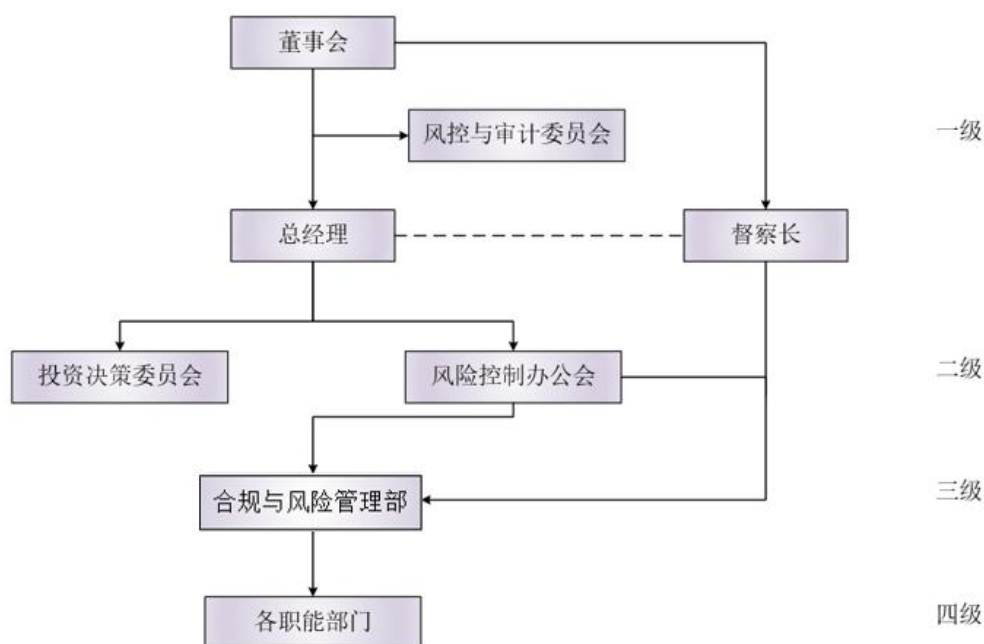 董事会
风控与审计委员会
一级
总经理
督察长
投资决策委员会
风险控制办公会
二级
合规与风险管理部
三级
各职能部门
四级